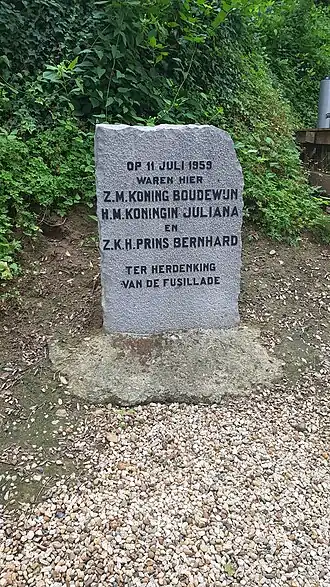 OP 11 JULI 1959
WAREN HIER
Z.M. KONING BOUDEWIJN
H.M. KONINGIN JULIANA
EN
Z.K.H. PRINS BERNHARD
TER HERDENKING
VAN DE FUSILLADE